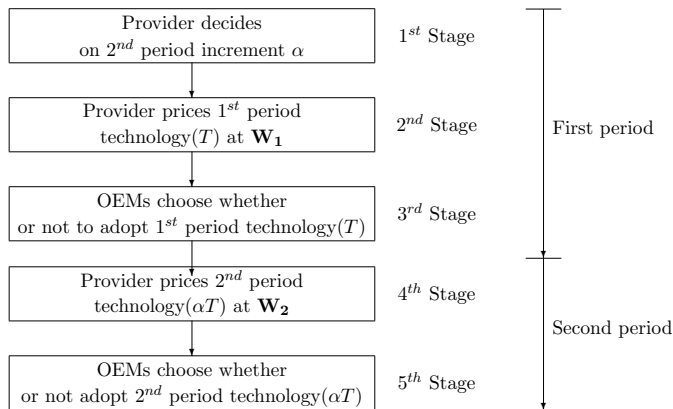 Provider decides
on 2nd period increment α
1st Stage
Provider prices 1st period
technology(T) at W1
2nd Stage
First period
OEMs choose whether
or not to adopt 1st period technology(T)
3rd Stage
Provider prices 2nd period
technology(αT) at W2
4th Stage
Second period
OEMs choose whether
or not adopt 2nd period technology(αT)
5th Stage